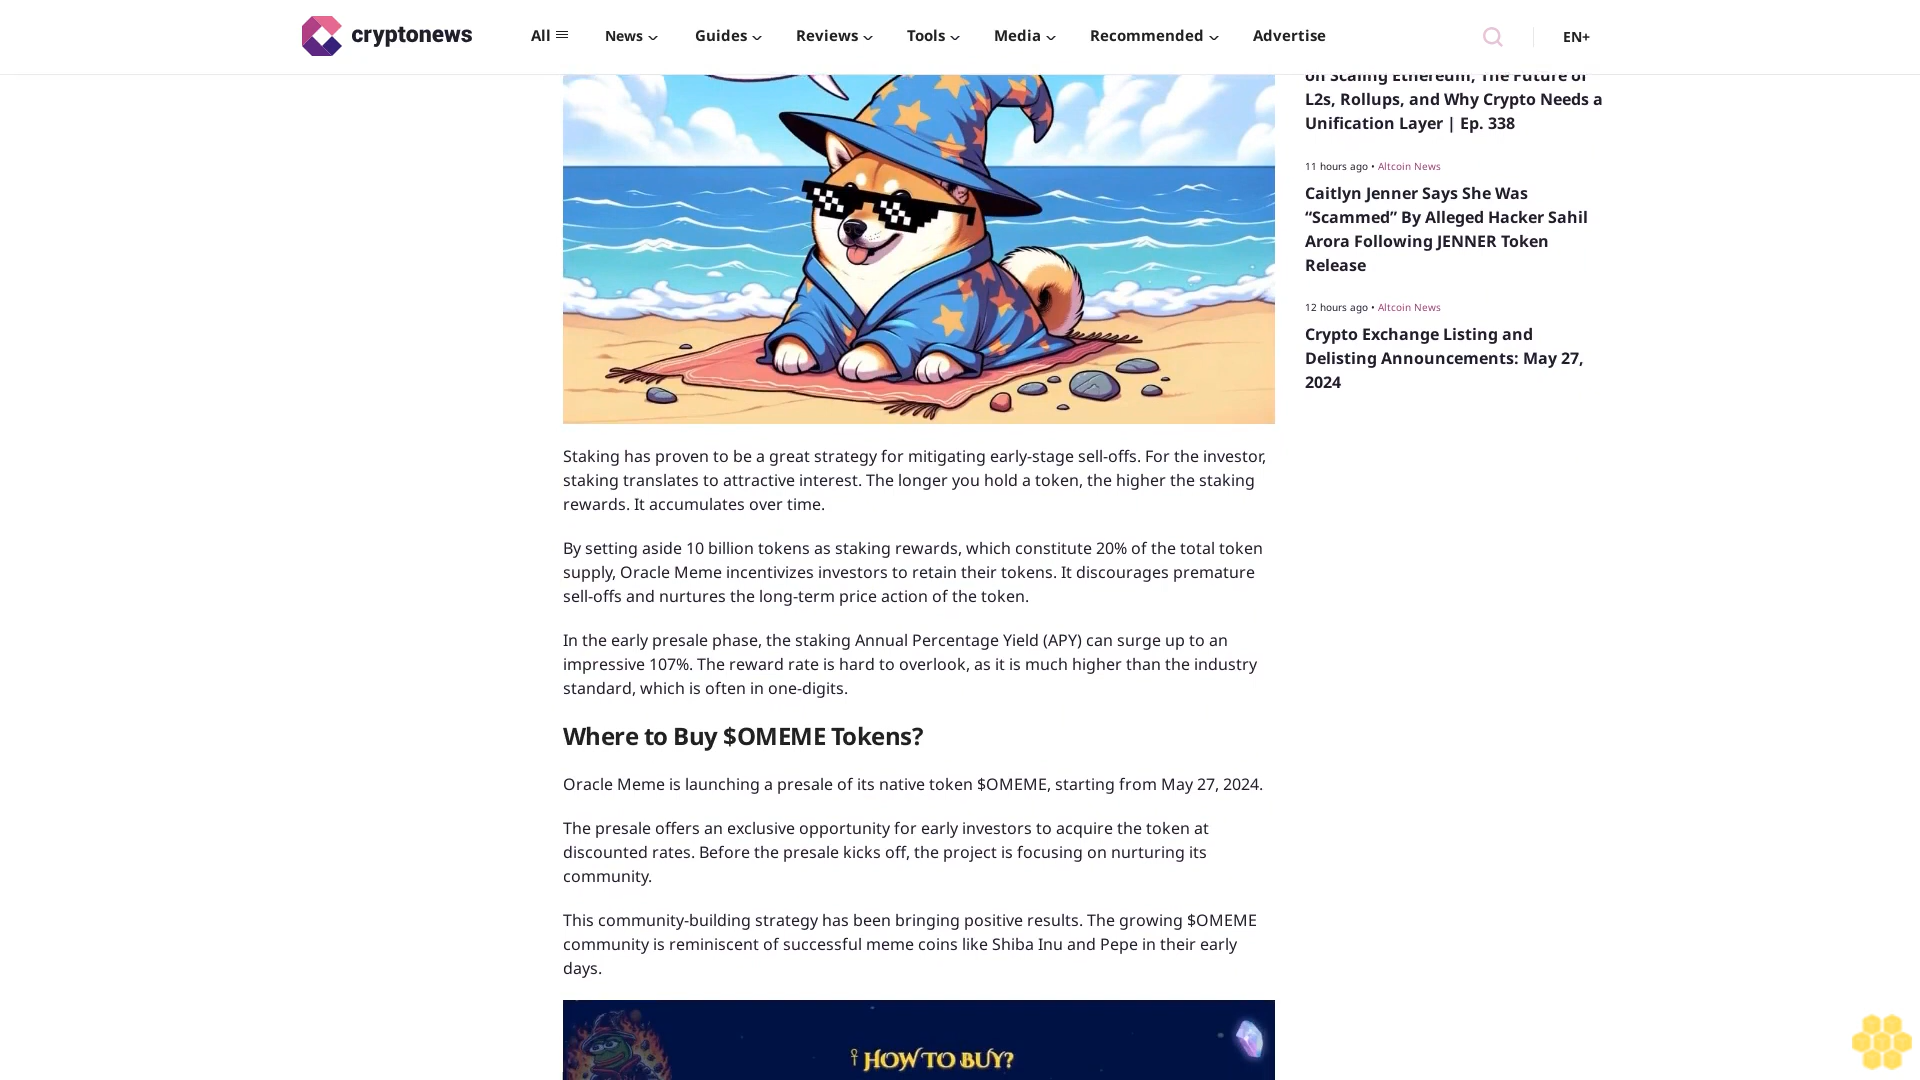 cryptonews
All
News
Guides
Reviews
Tools
Media
Recommended
Advertise
EN+
on Scaling Ethereum, The Future of
L2s, Rollups, and Why Crypto Needs a
Unification Layer | Ep. 338
11 hours ago • Altcoin News
Caitlyn Jenner Says She Was
“Scammed” By Alleged Hacker Sahil
Arora Following JENNER Token
Release
12 hours ago • Altcoin News
Crypto Exchange Listing and
Delisting Announcements: May 27,
2024
Staking has proven to be a great strategy for mitigating early-stage sell-offs. For the investor,
staking translates to attractive interest. The longer you hold a token, the higher the staking
rewards. It accumulates over time.
By setting aside 10 billion tokens as staking rewards, which constitute 20% of the total token
supply, Oracle Meme incentivizes investors to retain their tokens. It discourages premature
sell-offs and nurtures the long-term price action of the token.
In the early presale phase, the staking Annual Percentage Yield (APY) can surge up to an
impressive 107%. The reward rate is hard to overlook, as it is much higher than the industry
standard, which is often in one-digits.
Where to Buy $OMEME Tokens?
Oracle Meme is launching a presale of its native token $OMEME, starting from May 27, 2024.
The presale offers an exclusive opportunity for early investors to acquire the token at
discounted rates. Before the presale kicks off, the project is focusing on nurturing its
community.
This community-building strategy has been bringing positive results. The growing $OMEME
community is reminiscent of successful meme coins like Shiba Inu and Pepe in their early
days.
HOW TO BUY?